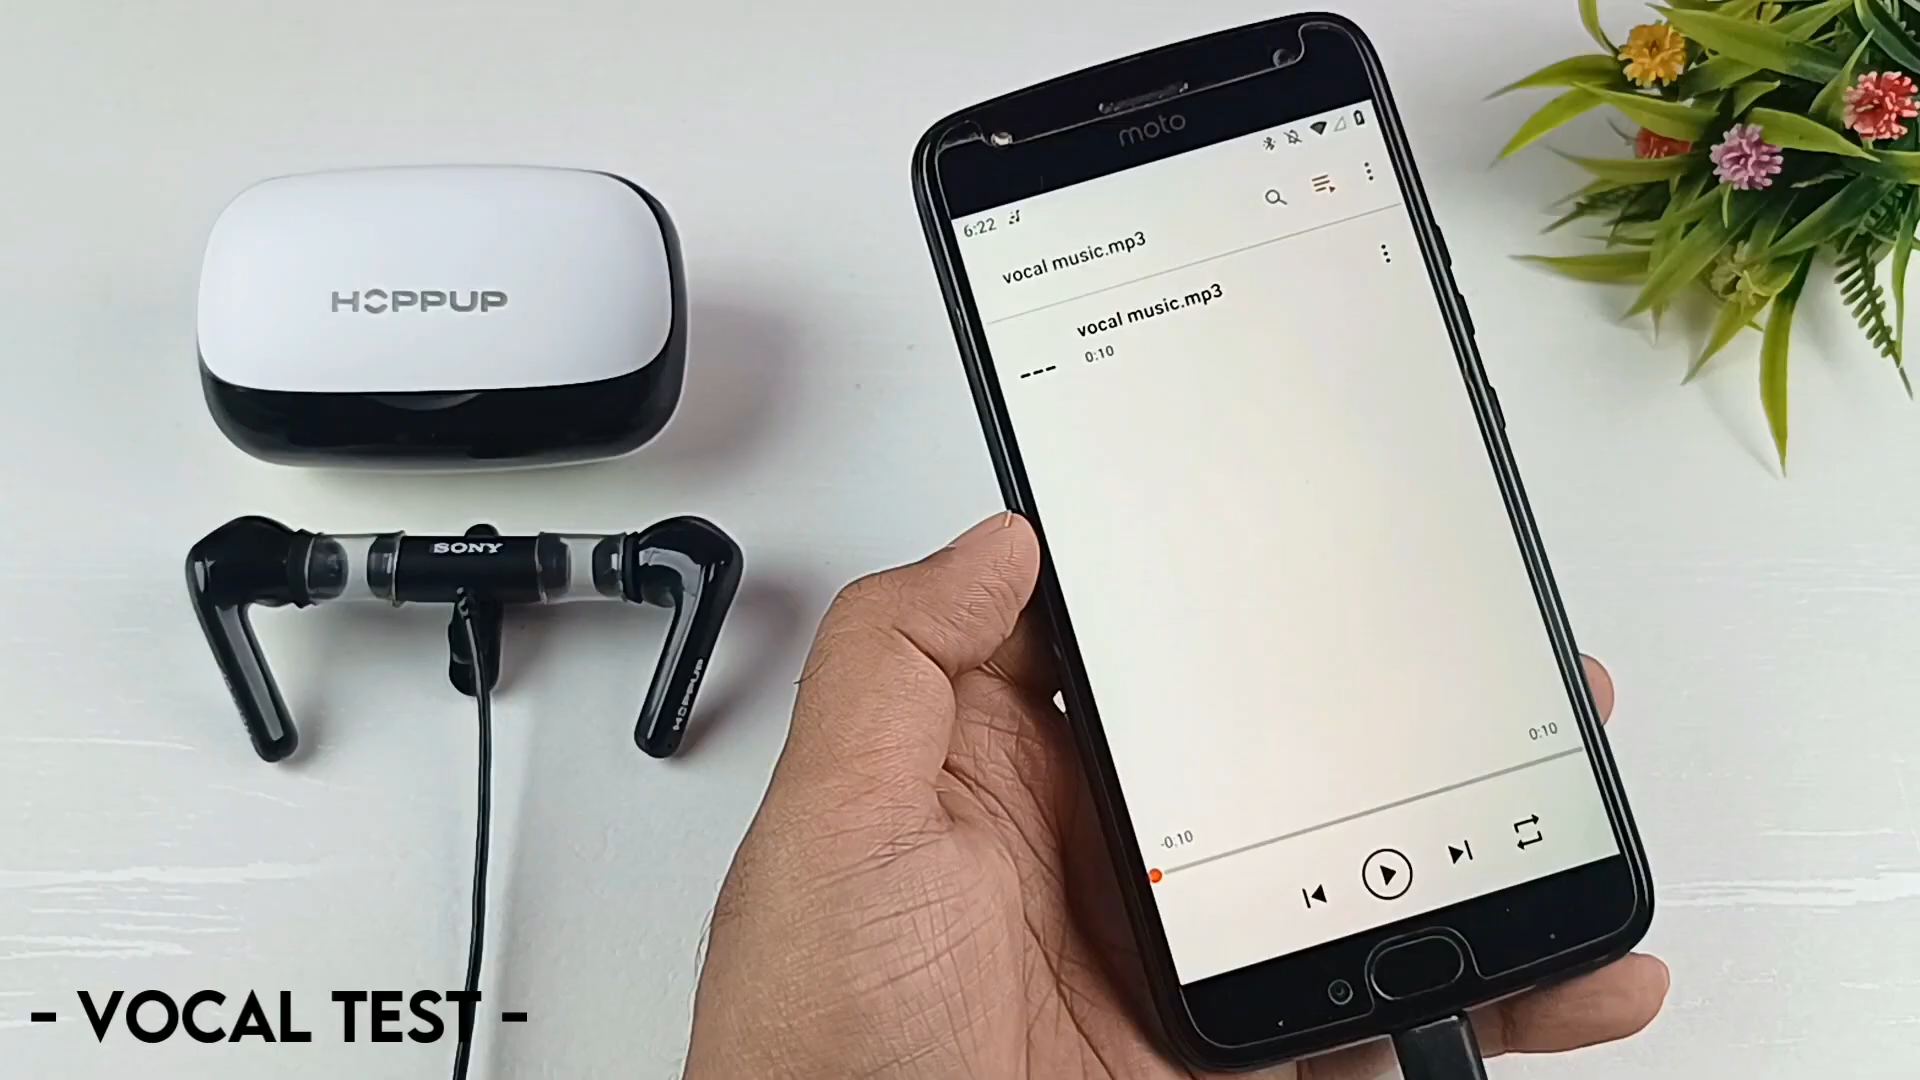 HOPPUP
SONY
HOPPUP
moto
6:22
vocal music.mp3
vocal music.mp3
0:10
---
0:10
-0:10
- VOCAL TEST -